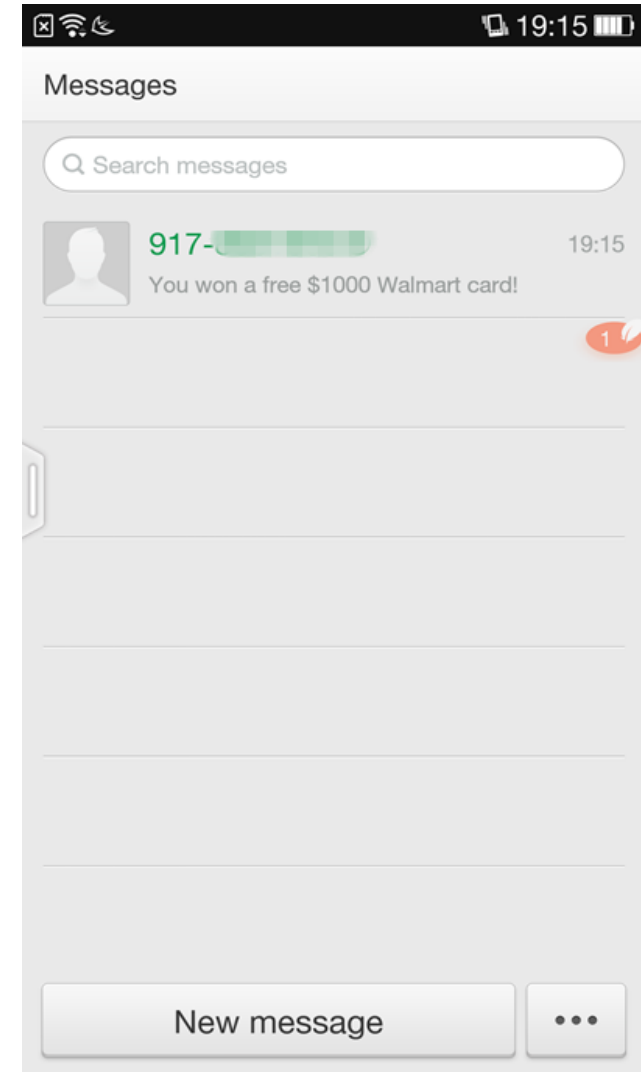 19:15
Messages
Search messages
917-
19:15
You won a free $1000 Walmart card!
1
New message